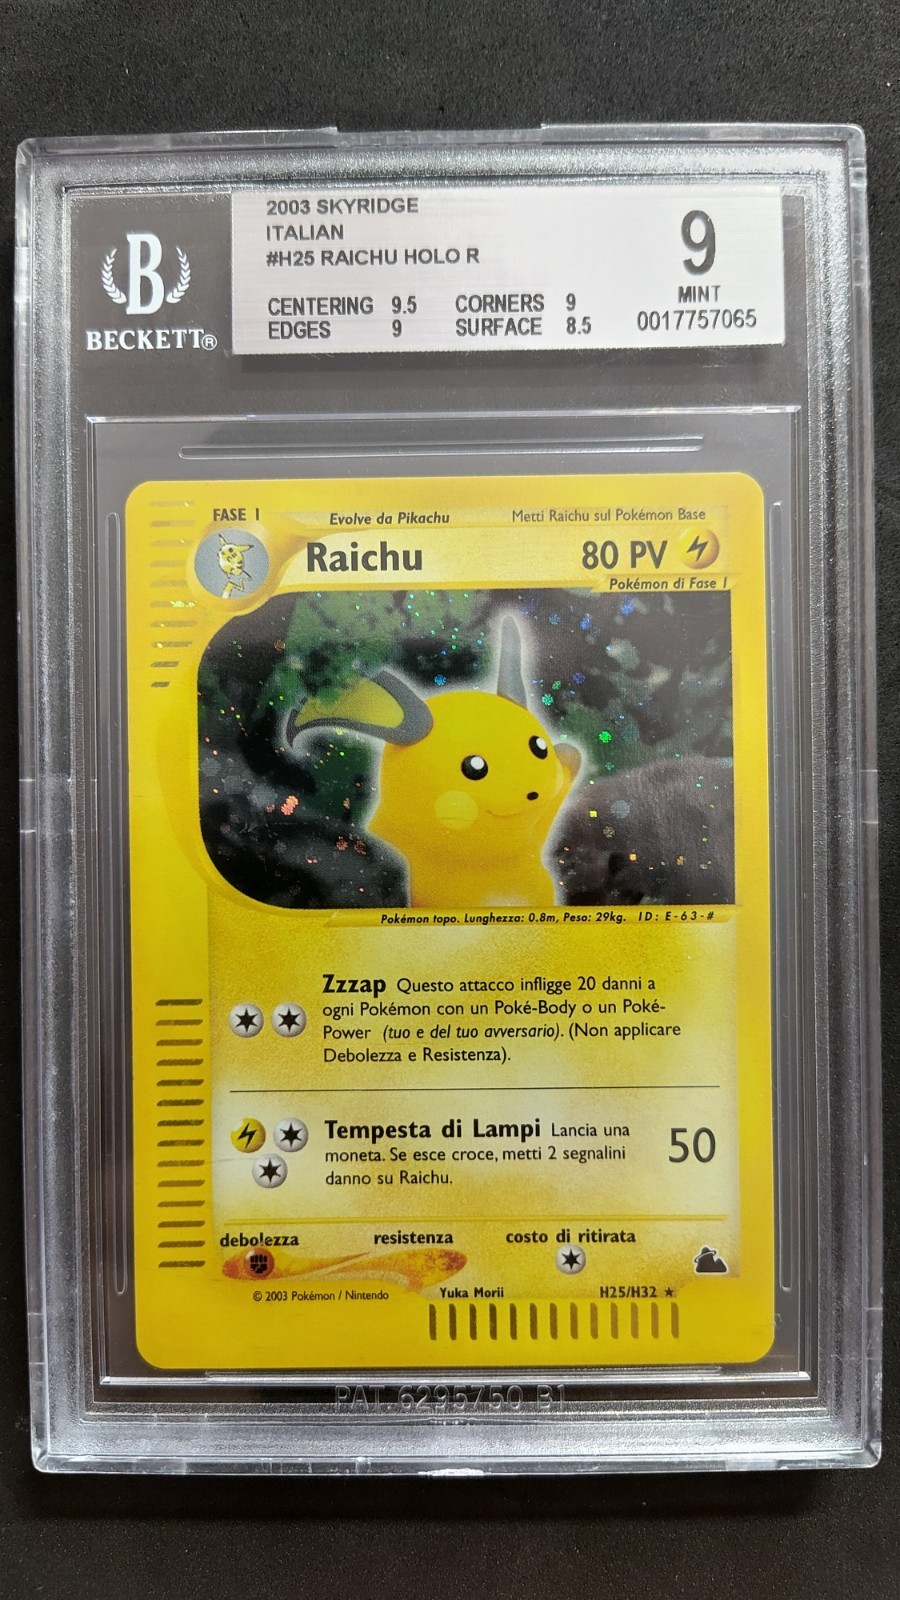 2003 SKYRIDGE
ITALIAN
#H25 RAICHU HOLO R
9
MINT
CENTERING 9.5 CORNERS 9
EDGES 9 SURFACE 8.5
0017757065
B
BECKETT®
FASE 1 Evolve da Pikachu Metti Raichu sul Pokémon Base
Raichu 80 PV
Pokémon di Fase 1
Pokémon topo. Lunghezza: 0.8m, Peso: 29kg. ID: E-63-#
Zzzap Questo attacco infligge 20 danni a
ogni Pokémon con un Poké-Body o un Poké-
Power (tuo e del tuo avversario). (Non applicare
Debolezza e Resistenza).
Tempesta di Lampi Lancia una
moneta. Se esce croce, metti 2 segnalini
danno su Raichu.
50
debolezza resistenza costo di ritirata
© 2003 Pokémon / Nintendo Yuka Morii H25/H32 ★
PAT.6295750 B1